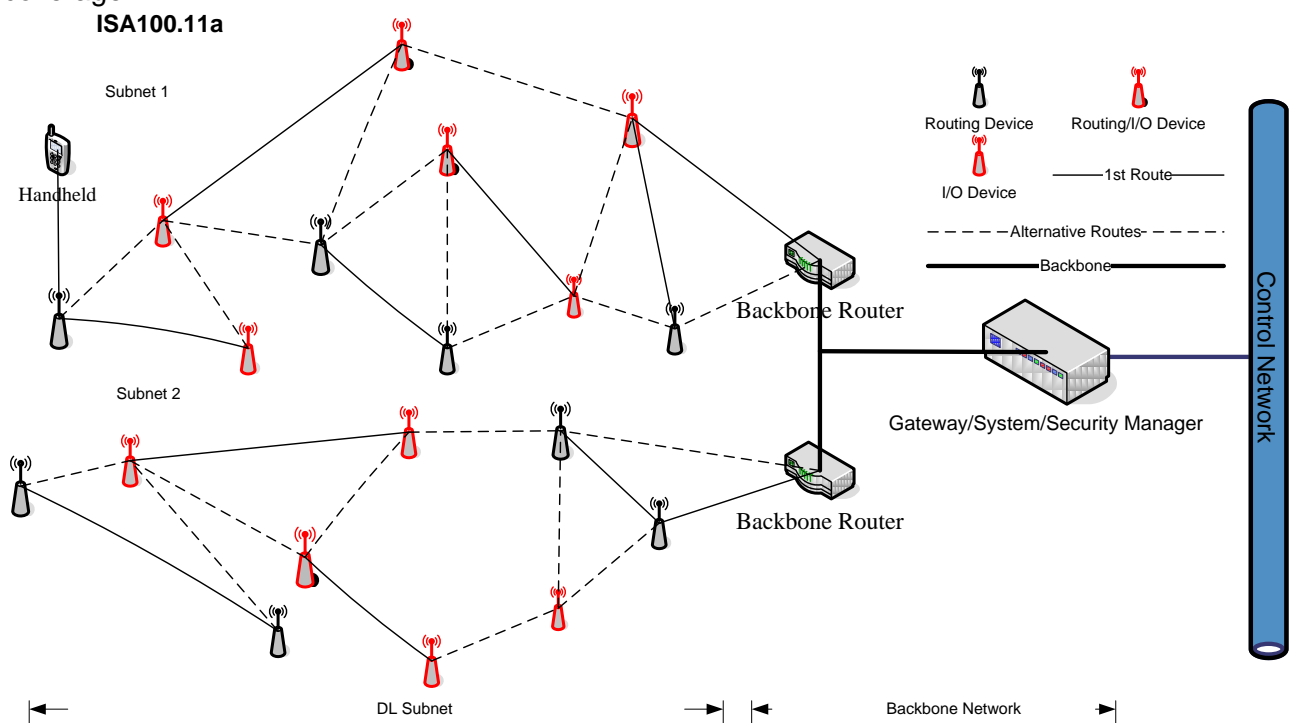 ISA100.11a
Subnet 1
Handheld
Routing Device
Routing/I/O Device
I/O Device
1st Route
Alternative Routes
Backbone
Backbone Router
Control Network
Gateway/System/Security Manager
Subnet 2
Backbone Router
DL Subnet
Backbone Network